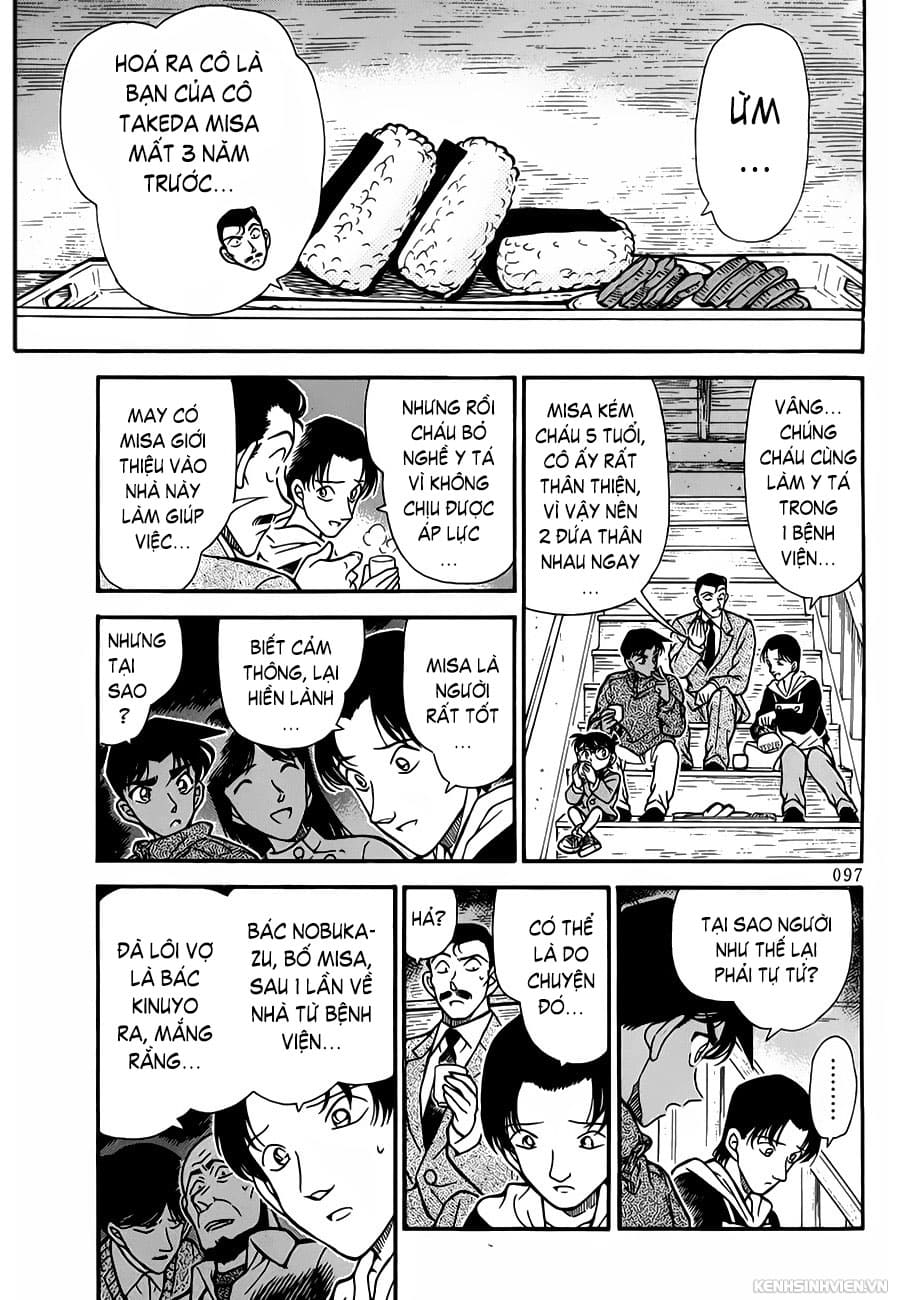 ỪM
...
HOÁ RA CÔ LÀ
BẠN CỦA CÔ
TAKEDA MISA
MẤT 3 NĂM
TRƯỚC...
VÂNG...
CHÚNG
CHÁU CÙNG
LÀM Y TÁ
TRONG
1 BỆNH
VIỆN...
MISA KÉM
CHÁU 5 TUỔI,
CÔ ẤY RẤT
THÂN THIỆN,
VÌ VẬY NÊN
2 ĐỨA THÂN
NHAU NGAY
...
NHƯNG RỒI
CHÁU BỎ
NGHỀ Y TÁ
VÌ KHÔNG
CHỊU ĐƯỢC
ÁP LỰC
...
MAY CÓ
MISA GIỚI
THIỆU VÀO
NHÀ NÀY
LÀM GIÚP
VIỆC...
MISA LÀ
NGƯỜI
RẤT TỐT
...
BIẾT CẢM
THÔNG, LẠI
HIỀN LÀNH
...
NHƯNG
TẠI
SAO
?
097
TẠI SAO NGƯỜI
NHƯ THẾ LẠI
PHẢI TỰ TỬ?
.........
CÓ THỂ
LÀ DO
CHUYỆN
ĐÓ...
HẢ?
BÁC NOBUKA-
ZU, BỐ MISA,
SAU 1 LẦN VỀ
NHÀ TỪ BỆNH
VIỆN...
ĐÃ LÔI VỢ
LÀ BÁC
KINUYO
RA, MẮNG
RẰNG...
KENHSINHVIEN.VN